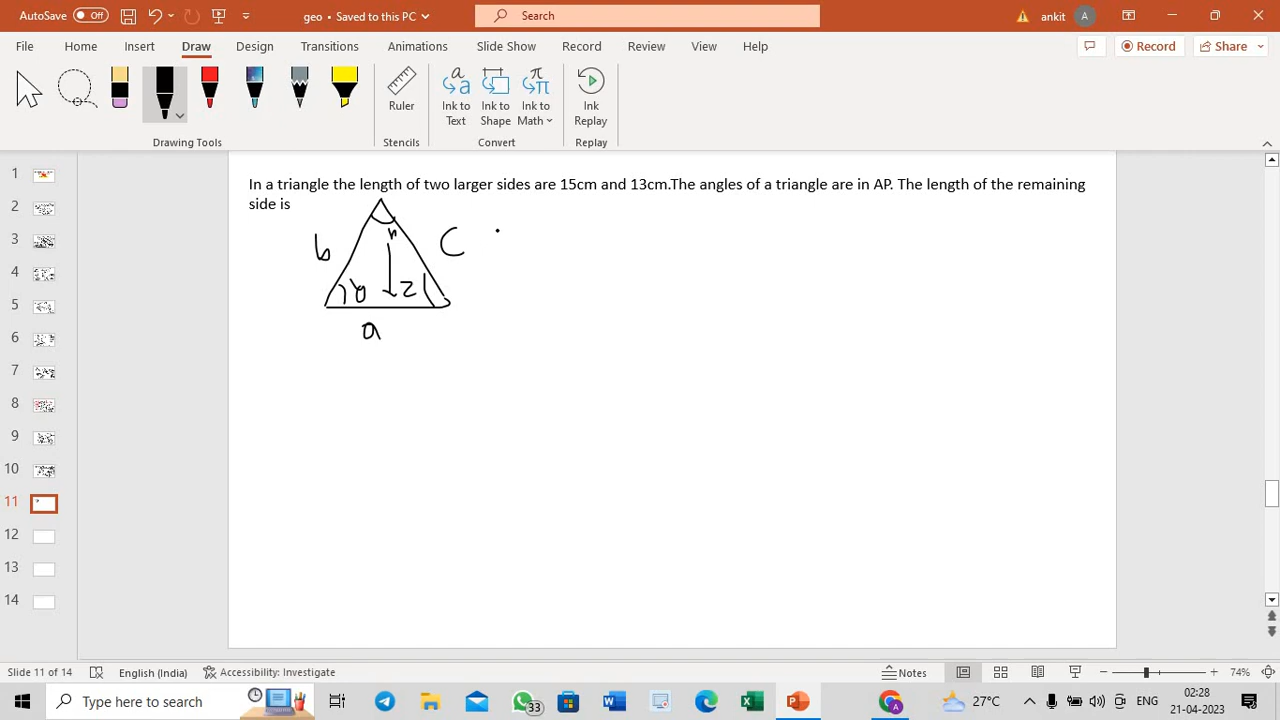 AutoSave Off geo • Saved to this PC Search ankit A
File Home Insert Draw Design Transitions Animations Slide Show Record Review View Help Record Share
Ruler Ink to Text Ink to Shape Ink to Math Ink Replay
Drawing Tools Stencils Convert Replay
In a triangle the length of two larger sides are 15cm and 13cm.The angles of a triangle are in AP. The length of the remaining
side is
b C
z
a
1
2
3
4
5
6
7
8
9
10
11
12
13
14
Slide 11 of 14 English (India) Accessibility: Investigate Notes 74%
Type here to search 33 27°C ENG 02:28 21-04-2023